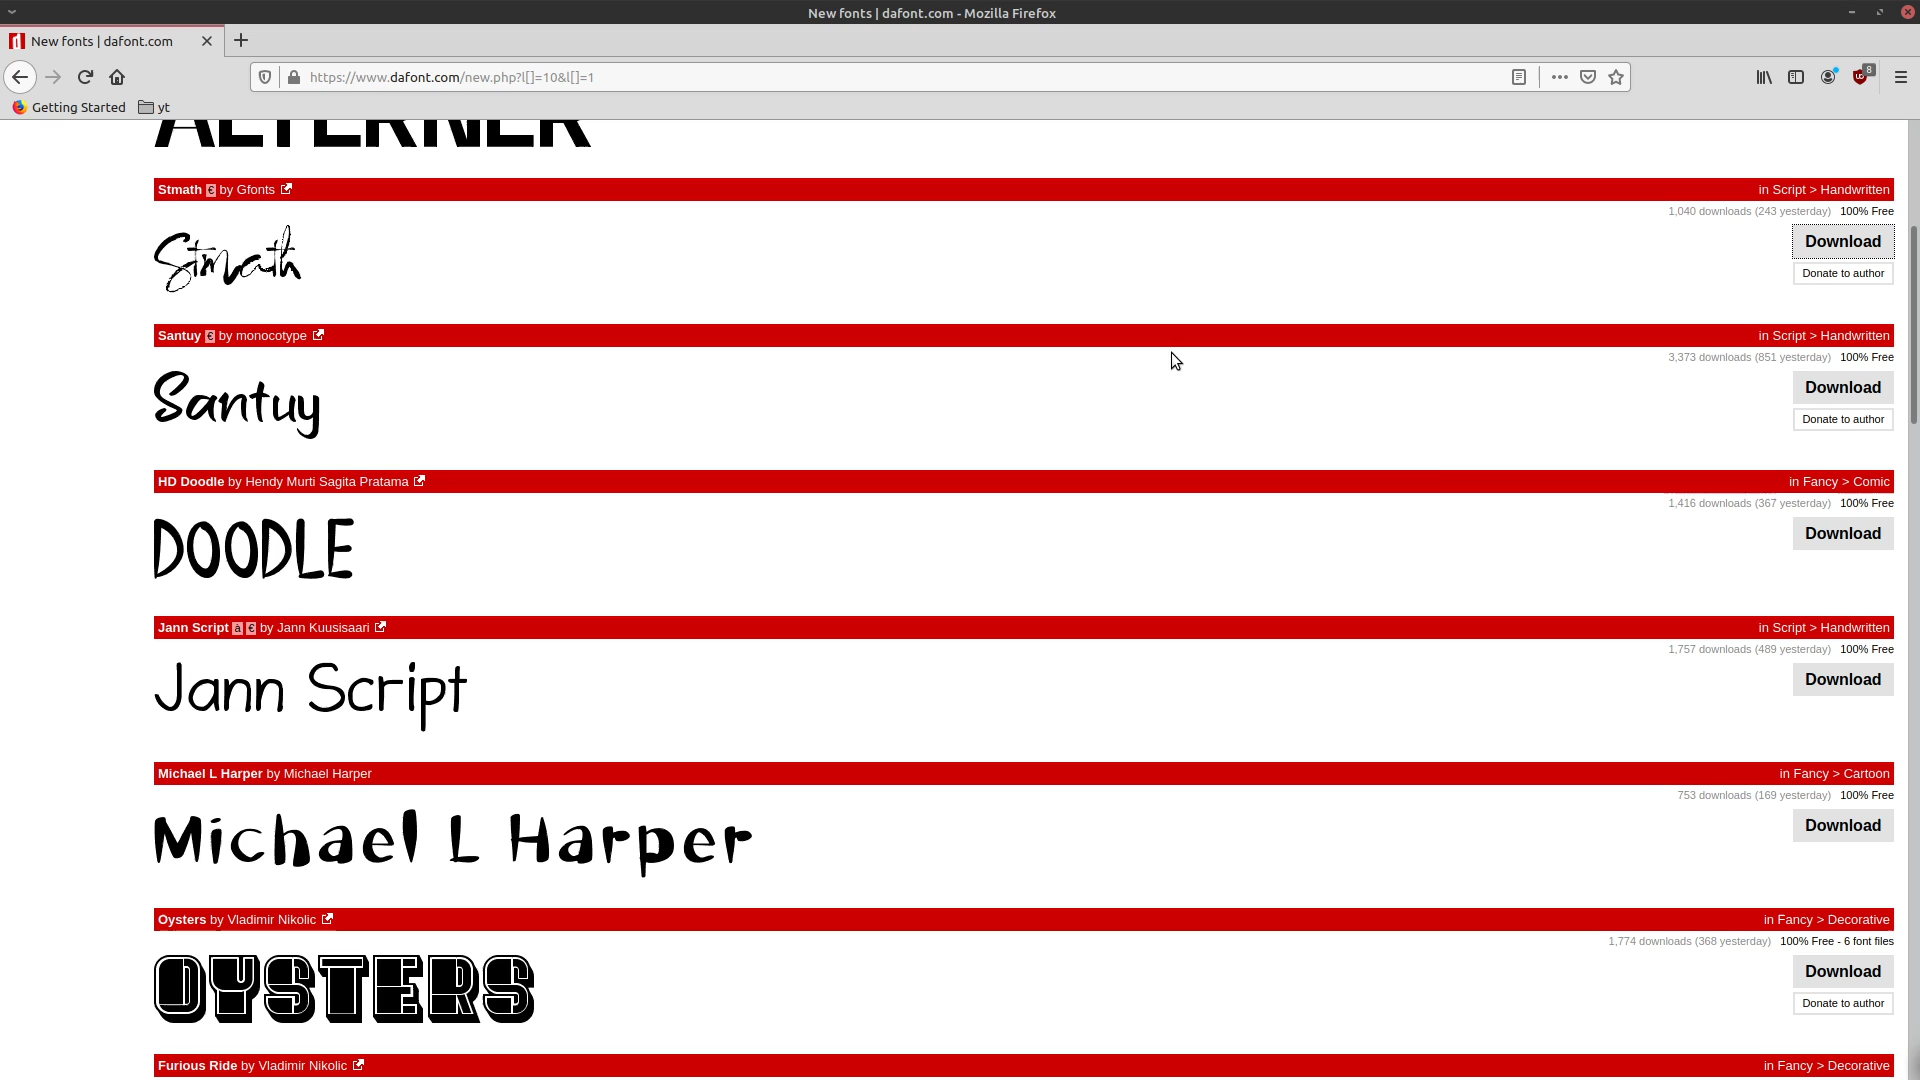 New fonts | dafont.com - Mozilla Firefox
New fonts | dafont.com
https://www.dafont.com/new.php?l[]=10&l[]=1
8
Getting Started yt
ALTERNER
Stmath € by Gfonts in Script > Handwritten
1,040 downloads (243 yesterday) 100% Free
Stmath
Download
Donate to author
Santuy € by monocotype in Script > Handwritten
3,373 downloads (851 yesterday) 100% Free
Santuy
Download
Donate to author
HD Doodle by Hendy Murti Sagita Pratama in Fancy > Comic
1,416 downloads (367 yesterday) 100% Free
DOODLE
Download
Jann Script à € by Jann Kuusisaari in Script > Handwritten
1,757 downloads (489 yesterday) 100% Free
Jann Script
Download
Michael L Harper by Michael Harper in Fancy > Cartoon
753 downloads (169 yesterday) 100% Free
Michael L Harper
Download
Oysters by Vladimir Nikolic in Fancy > Decorative
1,774 downloads (368 yesterday) 100% Free - 6 font files
OYSTERS
Download
Donate to author
Furious Ride by Vladimir Nikolic in Fancy > Decorative